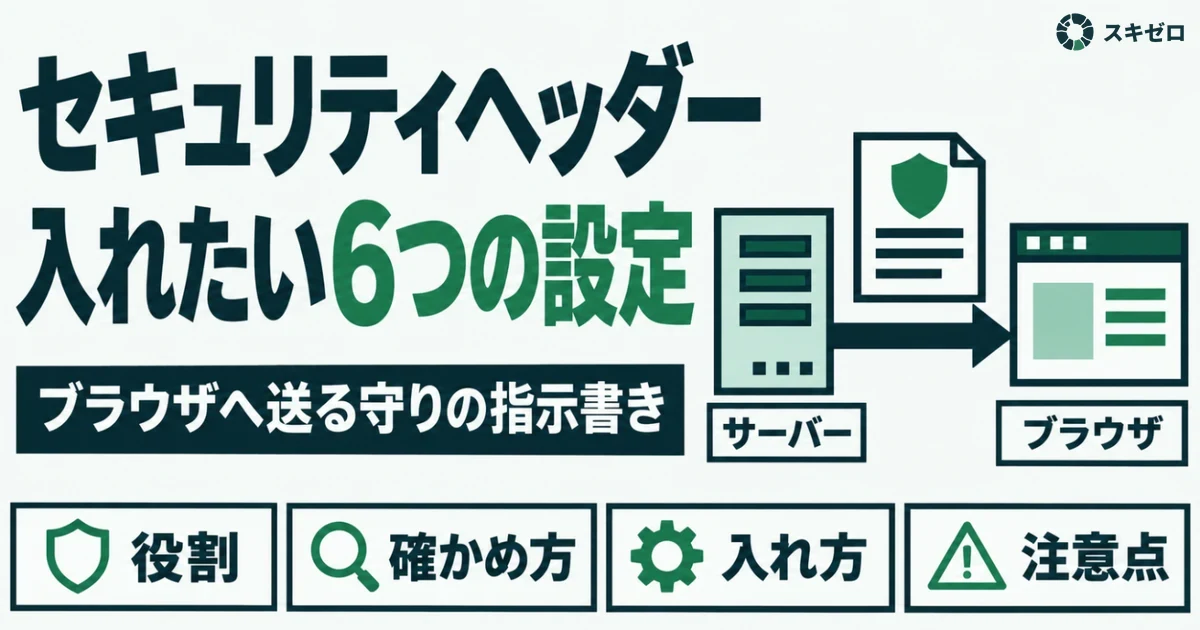 スキゼロ
セキュリティヘッダー
入れたい6つの設定
ブラウザへ送る守りの指示書き
サーバー
ブラウザ
役割
確かめ方
入れ方
注意点